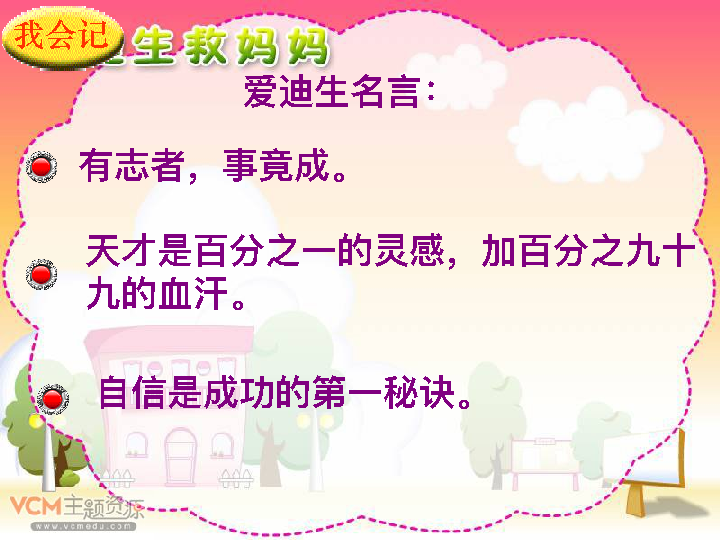 我会记
生救妈妈
爱迪生名言：
有志者，事竟成。
天才是百分之一的灵感，加百分之九十
九的血汗。
自信是成功的第一秘诀。
VCM主题资源
www.vcmedu.com